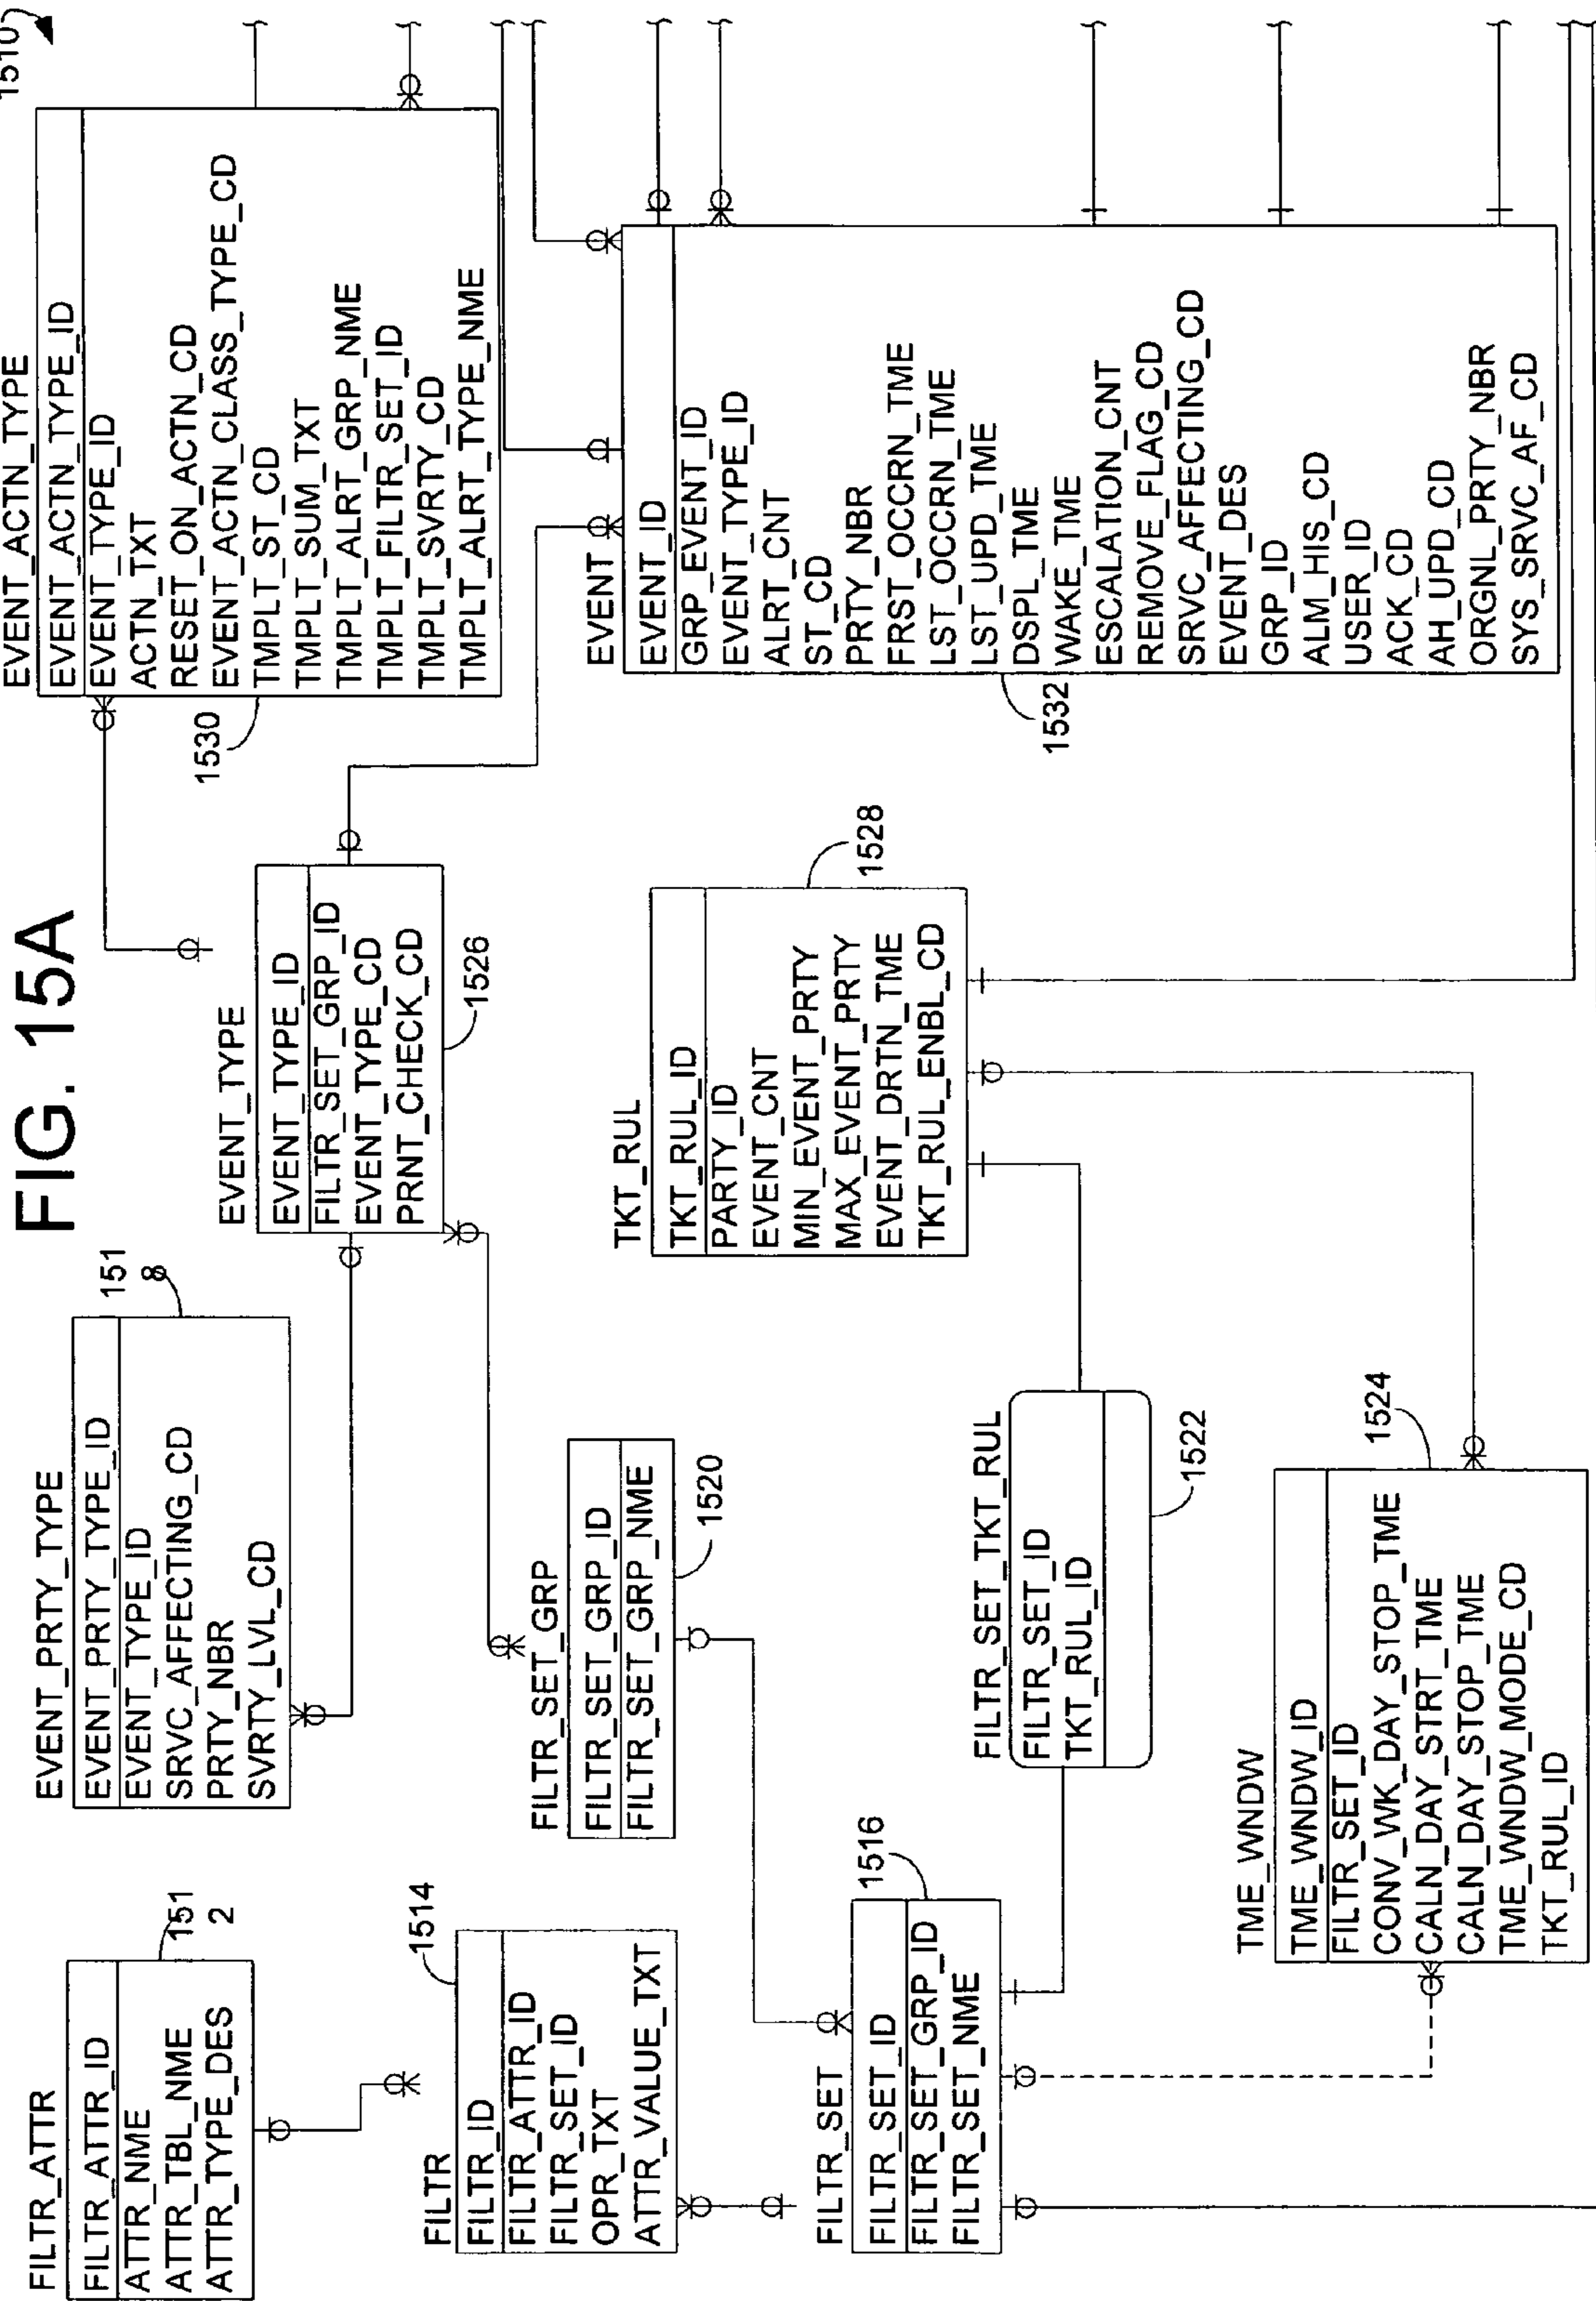 FIG. 15A
1510
FILTR_ATTR
FILTR_ATTR_ID
ATTR_NME
ATTR_TBL_NME
ATTR_TYPE_DES
151
2
FILTR
FILTR_ID
FILTR_ATTR_ID
FILTR_SET_ID
OPR_TXT
ATTR_VALUE_TXT
1514
FILTR_SET
FILTR_SET_ID
FILTR_SET_GRP_ID
FILTR_SET_NME
1516
EVENT_PRTY_TYPE
EVENT_PRTY_TYPE_ID
EVENT_TYPE_ID
SRVC_AFFECTING_CD
PRTY_NBR
SVRTY_LVL_CD
151
8
FILTR_SET_GRP
FILTR_SET_GRP_ID
FILTR_SET_GRP_NME
1520
FILTR_SET_TKT_RUL
FILTR_SET_ID
TKT_RUL_ID
1522
TME_WNDW
TME_WNDW_ID
FILTR_SET_ID
CONV_WK_DAY_STOP_TME
CALN_DAY_STRT_TME
CALN_DAY_STOP_TME
TME_WNDW_MODE_CD
TKT_RUL_ID
1524
EVENT_TYPE
EVENT_TYPE_ID
FILTR_SET_GRP_ID
EVENT_TYPE_CD
PRNT_CHECK_CD
1526
TKT_RUL
TKT_RUL_ID
PARTY_ID
EVENT_CNT
MIN_EVENT_PRTY
MAX_EVENT_PRTY
EVENT_DRTN_TME
TKT_RUL_ENBL_CD
1528
EVENT_ACTN_TYPE
EVENT_ACTN_TYPE_ID
EVENT_TYPE_ID
ACTN_TXT
RESET_ON_ACTN_CD
EVENT_ACTN_CLASS_TYPE_CD
TMPLT_ST_CD
TMPLT_SUM_TXT
TMPLT_ALRT_GRP_NME
TMPLT_FILTR_SET_ID
TMPLT_SVRTY_CD
TMPLT_ALRT_TYPE_NME
1530
EVENT
EVENT_ID
GRP_EVENT_ID
EVENT_TYPE_ID
ALRT_CNT
ST_CD
PRTY_NBR
FRST_OCCRN_TME
LST_OCCRN_TME
LST_UPD_TME
DSPL_TME
WAKE_TME
ESCALATION_CNT
REMOVE_FLAG_CD
SRVC_AFFECTING_CD
EVENT_DES
GRP_ID
ALM_HIS_CD
USER_ID
ACK_CD
AH_UPD_CD
ORGNL_PRTY_NBR
SYS_SRVC_AF_CD
1532